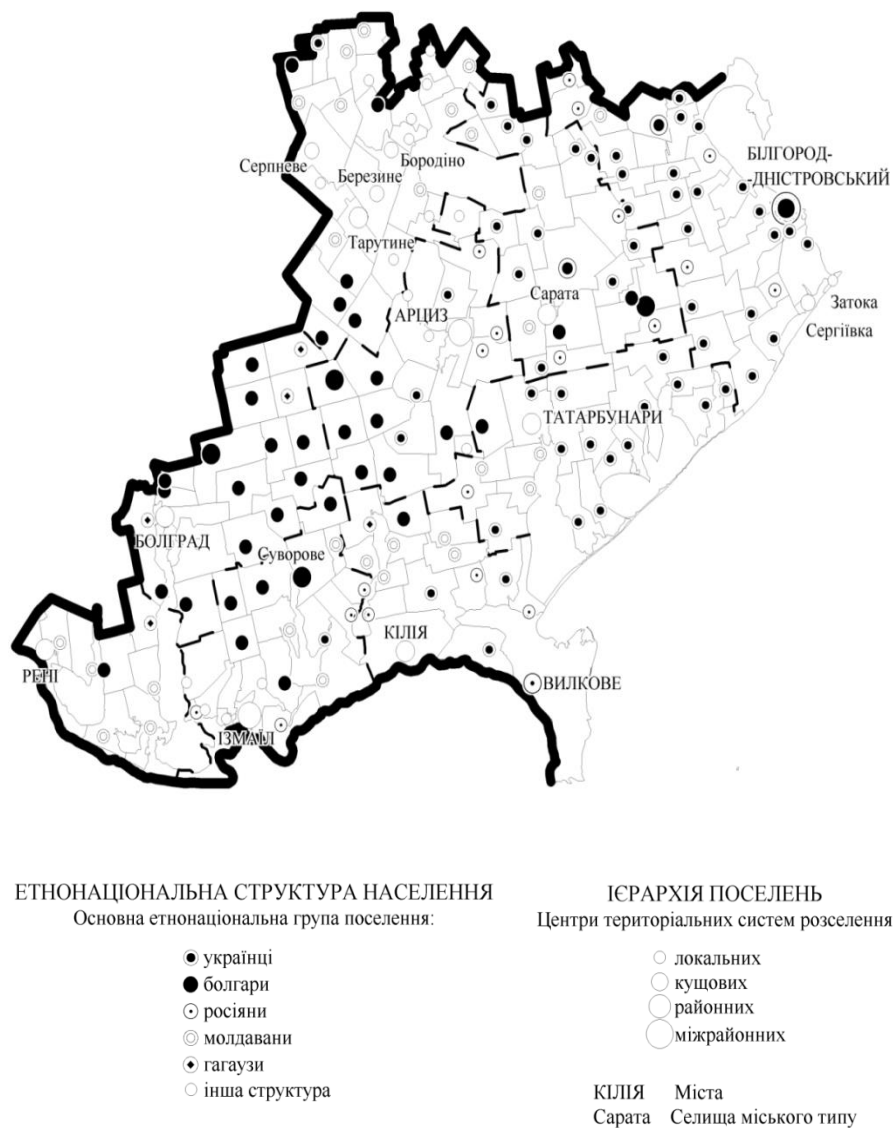 БІЛГОРОД-
-ДНІСТРОВСЬКИЙ
Серпневе
Бородіно
Березине
Тарутине
АРЦИЗ
Сарата
Затока
Сергіївка
ТАТАРБУНАРИ
БОЛГРАД
Суворове
КІЛІЯ
РЕНІ
ВИЛКОВЕ
ІЗМАЇЛ
ЕТНОНАЦІОНАЛЬНА СТРУКТУРА НАСЕЛЕННЯ
Основна етнонаціональна група поселення:
українці
болгари
росіяни
молдавани
гагаузи
інша структура
ІЄРАРХІЯ ПОСЕЛЕНЬ
Центри територіальних систем розселення
локальних
кущових
районних
міжрайонних
КІЛІЯ Міста
Сарата Селища міського типу